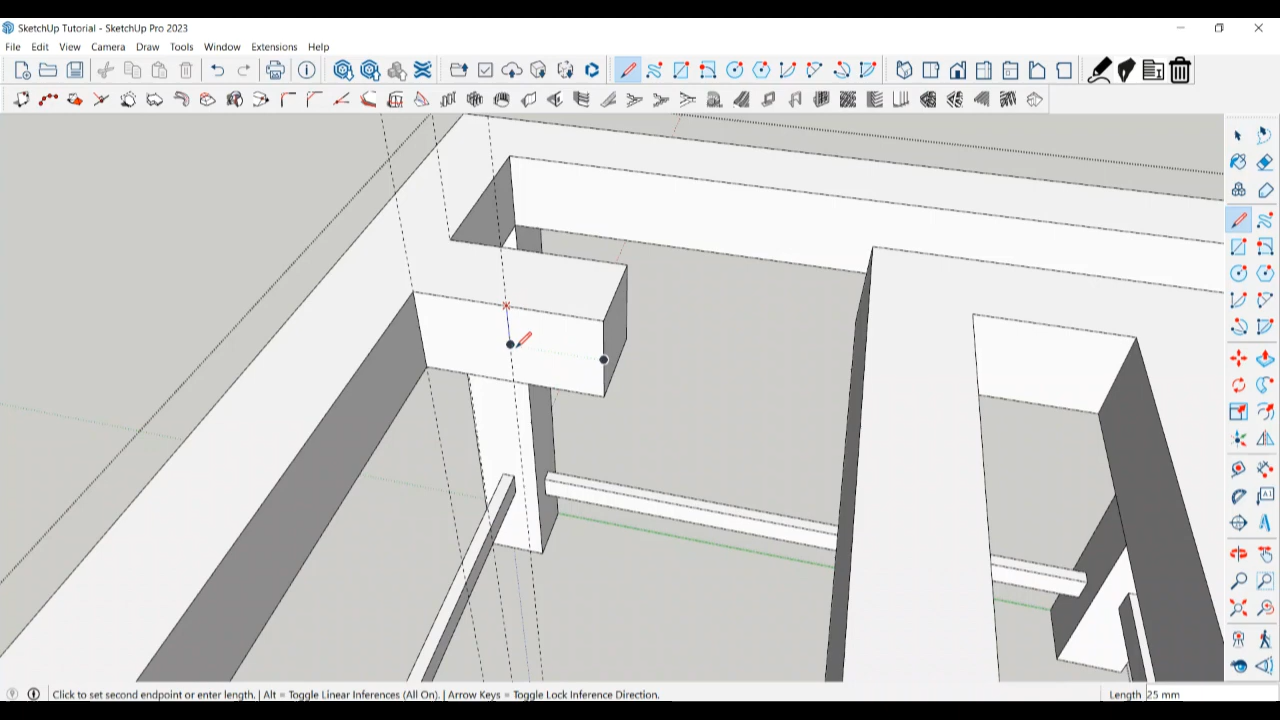 SketchUp Tutorial - SketchUp Pro 2023
File Edit View Camera Draw Tools Window Extensions Help
Click to set second endpoint or enter length. | Alt = Toggle Linear Inferences (All On). | Arrow Keys = Toggle Lock Inference Direction.
Length 25 mm